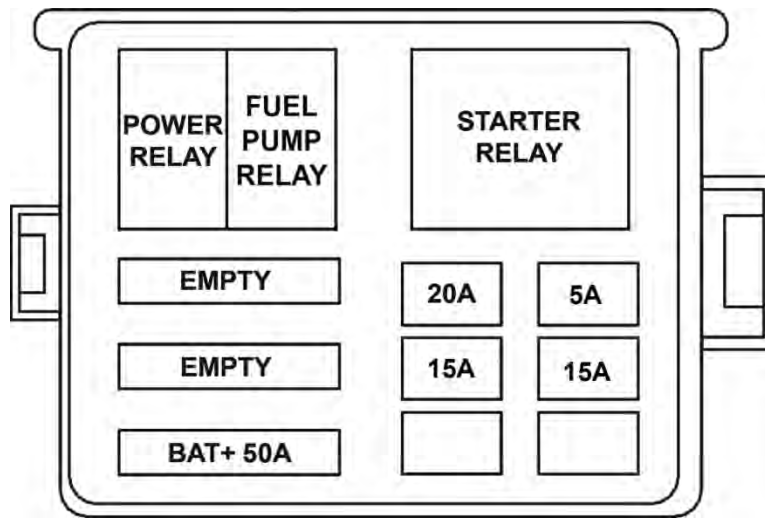 POWER
RELAY
FUEL
PUMP
RELAY
STARTER
RELAY
EMPTY
20A
5A
EMPTY
15A
15A
BAT+ 50A